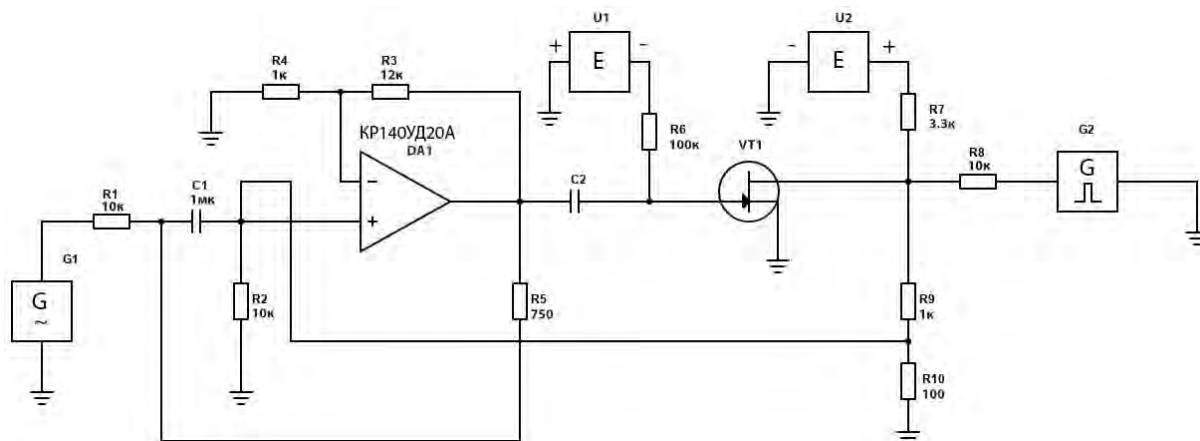 U1
+
-
E
U2
-
+
E
R4
1к
R3
12к
КР140УД20А
DA1
-
+
R6
100к
VT1
R7
3.3к
R8
10к
G2
G
R1
10к
C1
1мк
C2
G1
G
~
R2
10к
R5
750
R9
1к
R10
100